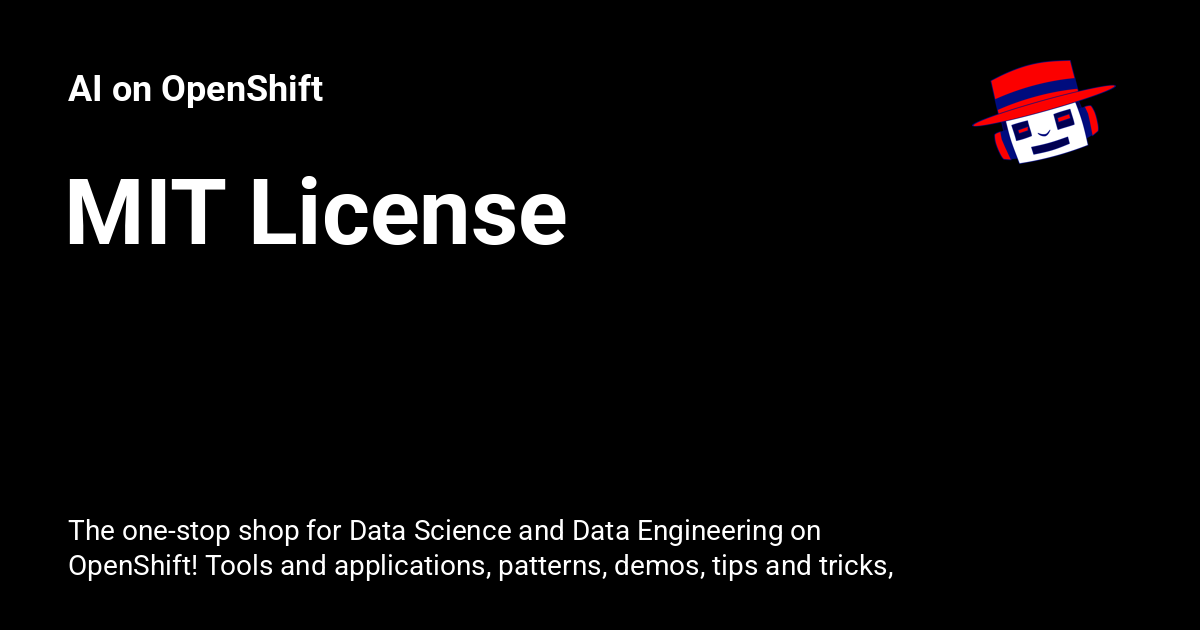 AI on OpenShift
MIT License
The one-stop shop for Data Science and Data Engineering on
OpenShift! Tools and applications, patterns, demos, tips and tricks,